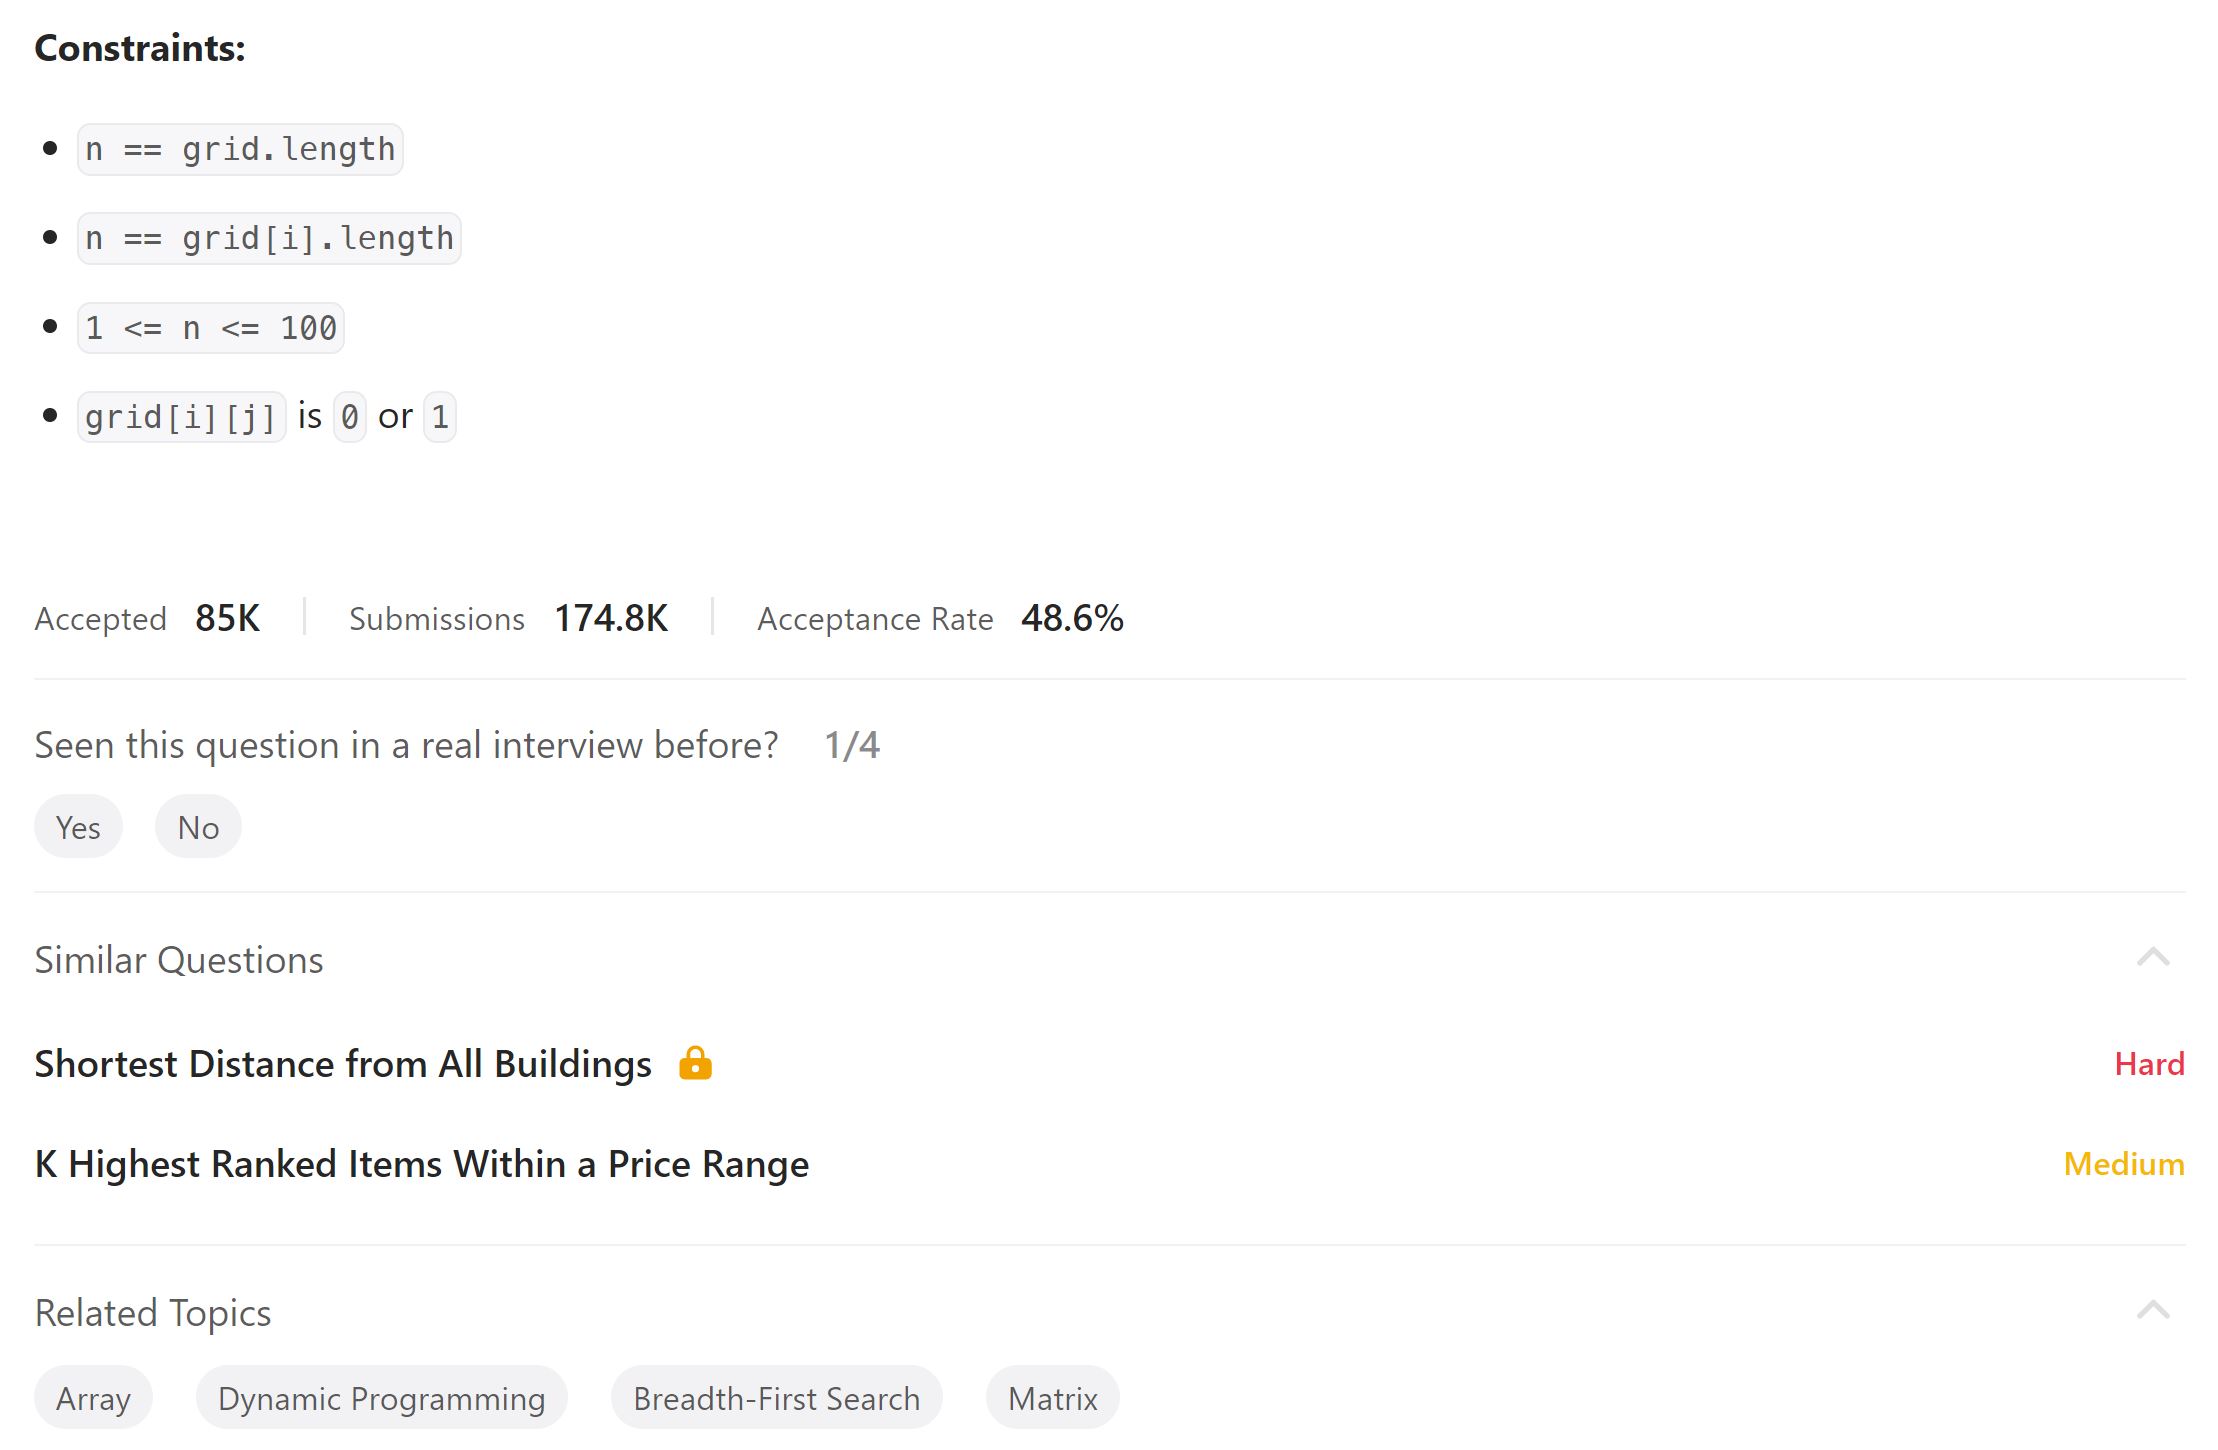 Constraints:
n == grid.length
n == grid[i].length
1 <= n <= 100
grid[i][j] is 0 or 1
Accepted 85K Submissions 174.8K Acceptance Rate 48.6%
Seen this question in a real interview before? 1/4
Yes No
Similar Questions
Shortest Distance from All Buildings Hard
K Highest Ranked Items Within a Price Range Medium
Related Topics
Array Dynamic Programming Breadth-First Search Matrix